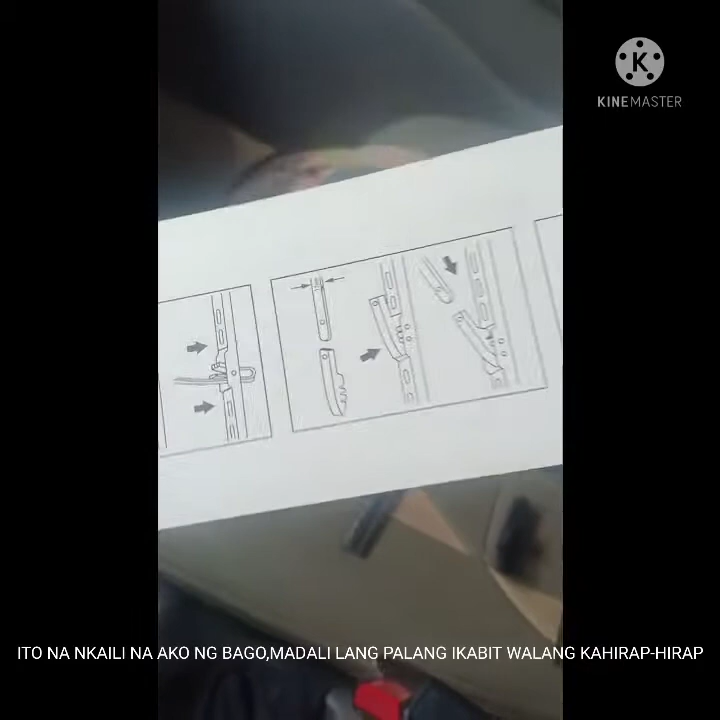 K
KINEMASTER
ITO NA NKAILI NA AKO NG BAGO,MADALI LANG PALANG IKABIT WALANG KAHIRAP-HIRAP